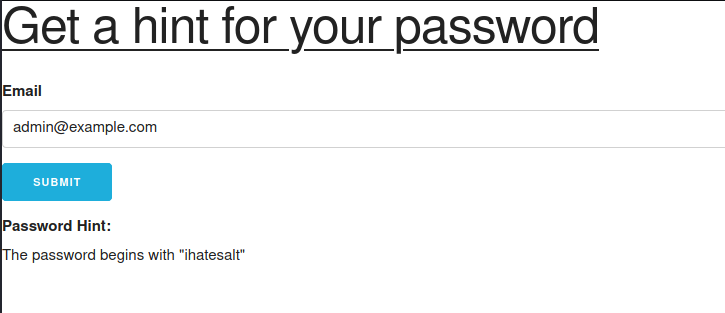 Get a hint for your password
Email
admin@example.com
SUBMIT
Password Hint:
The password begins with "ihatesalt"